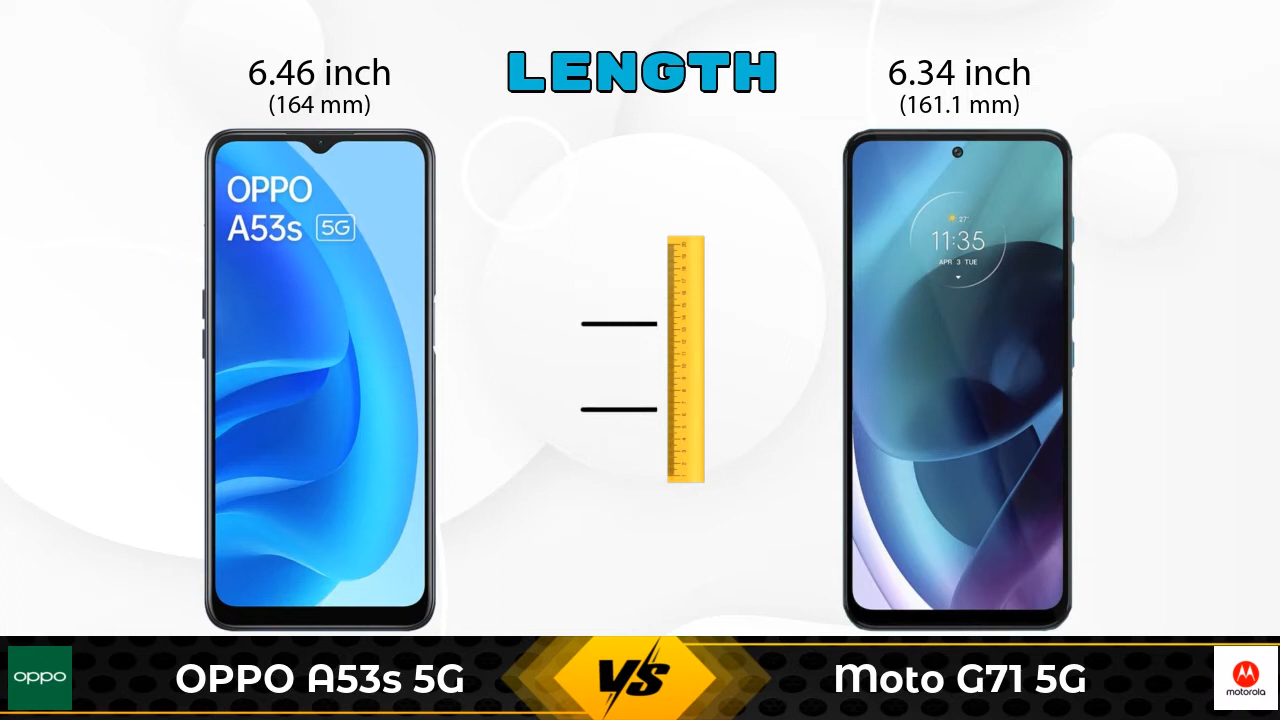 LENGTH
6.46 inch
(164 mm)
6.34 inch
(161.1 mm)
OPPO
A53s 5G
27°
11:35
APR 3 TUE
oppo
OPPO A53s 5G
VS
Moto G71 5G
motorola